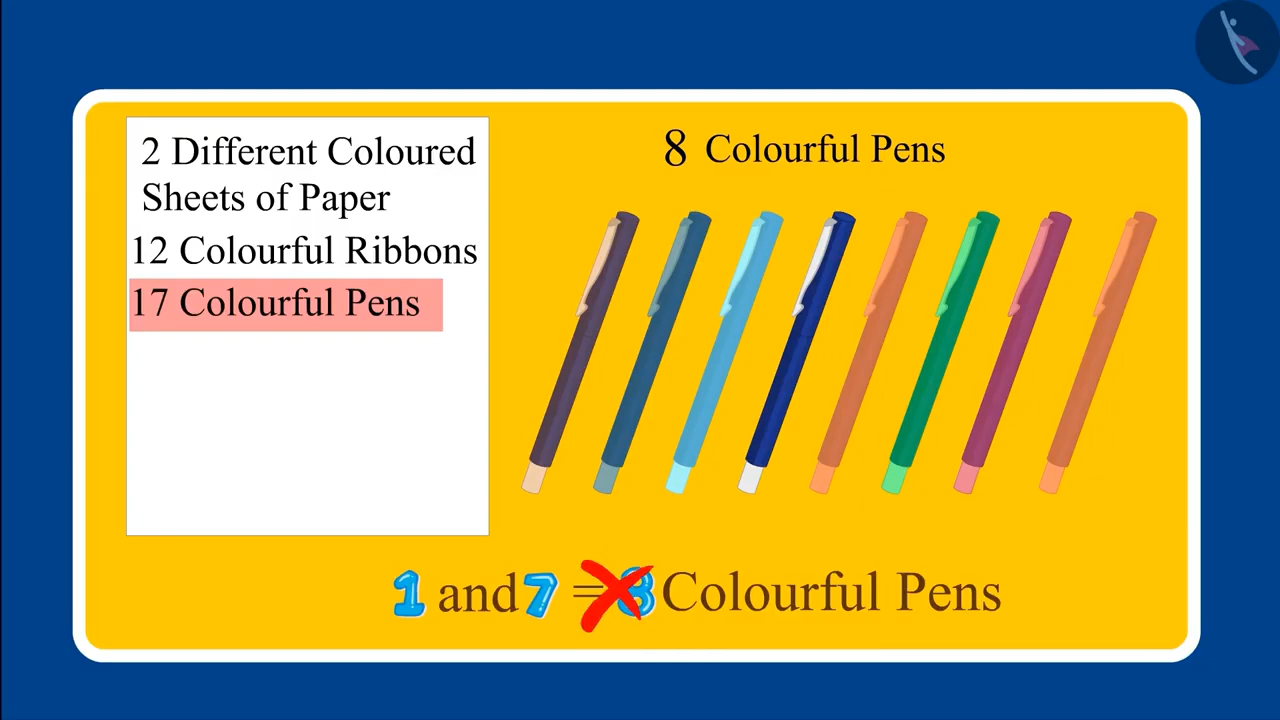 2 Different Coloured
Sheets of Paper
12 Colourful Ribbons
17 Colourful Pens
8 Colourful Pens
1 and 7 = 8 Colourful Pens